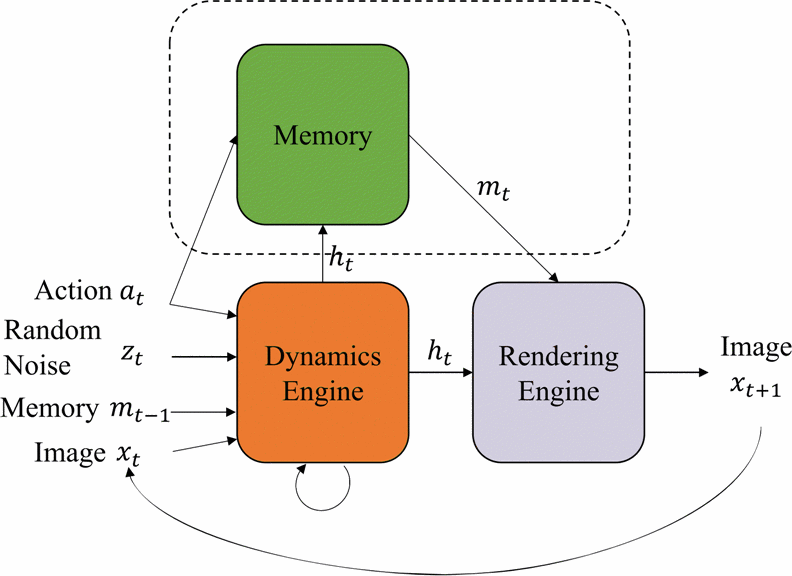 Memory
m_t
h_t
Action a_t
Random
Noise z_t
Memory m_{t-1}
Image x_t
Dynamics
Engine
h_t
Rendering
Engine
Image
x_{t+1}